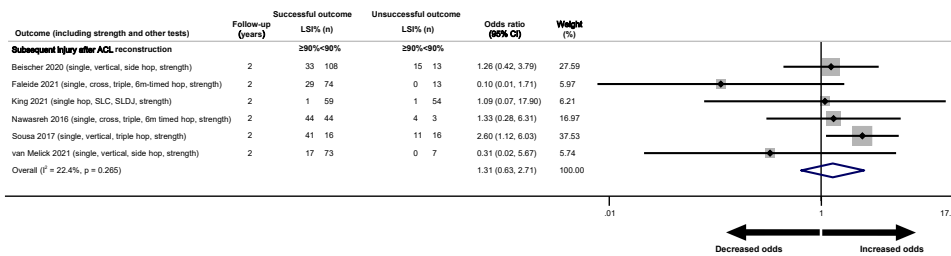 Successful outcome Unsuccessful outcome
Follow-up (years) LSI% (n) LSI% (n) Odds ratio (95% CI) Weight (%)
Outcome (including strength and other tests)
Subsequent Injury after ACL reconstruction ≥90%<90% ≥90%<90%
Beischer 2020 (single, vertical, side hop, strength) 2 33 108 15 13 1.26 (0.42, 3.79) 27.59
Faleide 2021 (single, cross, triple, 6m-timed hop, strength) 2 29 74 0 13 0.10 (0.01, 1.71) 5.97
King 2021 (single hop, SLC, SLDJ, strength) 2 1 59 1 54 1.09 (0.07, 17.90) 6.21
Nawasreh 2016 (single, cross, triple, 6m timed hop, strength) 2 44 44 4 3 1.33 (0.28, 6.31) 16.97
Sousa 2017 (single, vertical, triple hop, strength) 2 41 16 11 16 2.60 (1.12, 6.03) 37.53
van Melick 2021 (single, vertical, side hop, strength) 2 17 73 0 7 0.31 (0.02, 5.67) 5.74
Overall (I² = 22.4%, p = 0.265) 1.31 (0.63, 2.71) 100.00
.01 1 17.
Decreased odds Increased odds